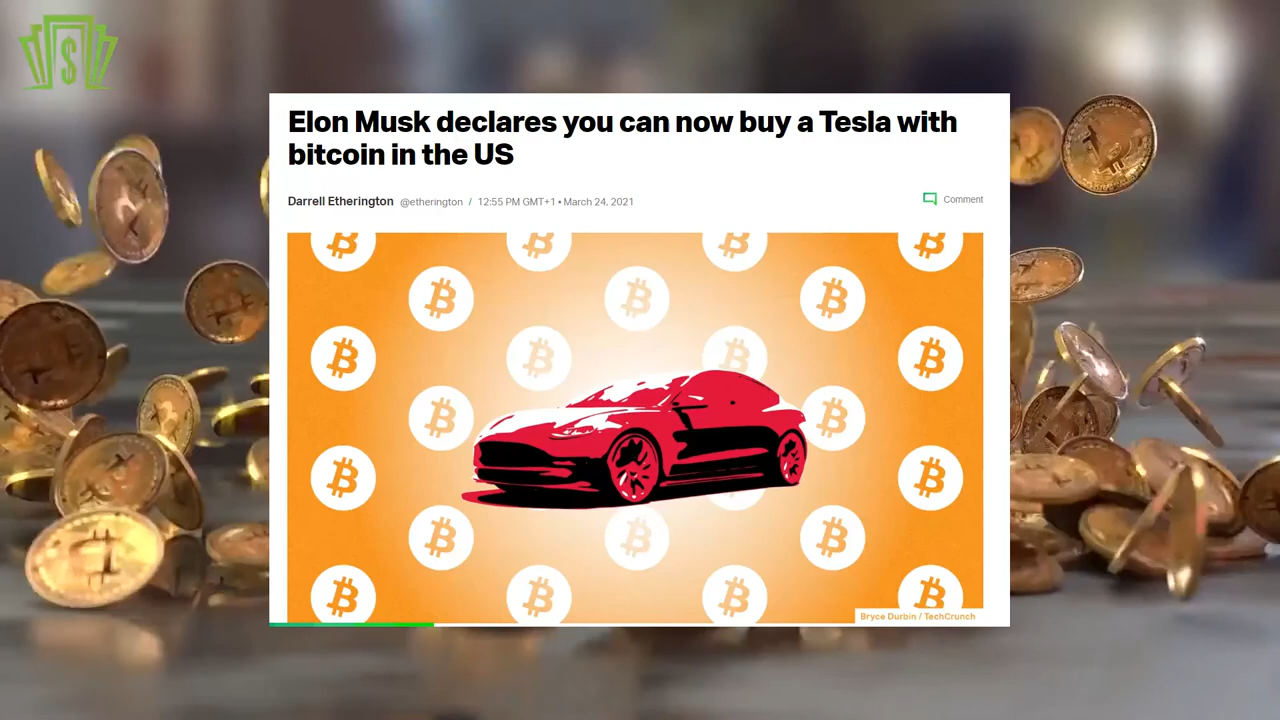 $
Elon Musk declares you can now buy a Tesla with
bitcoin in the US
Darrell Etherington @etherington / 12:55 PM GMT+1 • March 24, 2021
Comment
Bryce Durbin / TechCrunch